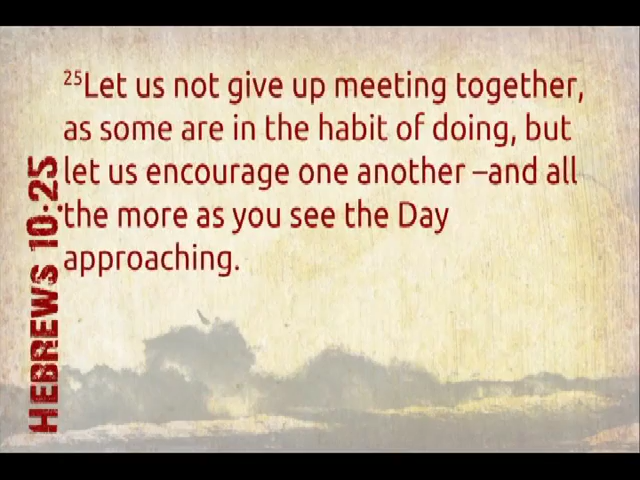 25Let us not give up meeting together,
as some are in the habit of doing, but
let us encourage one another –and all
the more as you see the Day
approaching.
HEBREWS 10:25